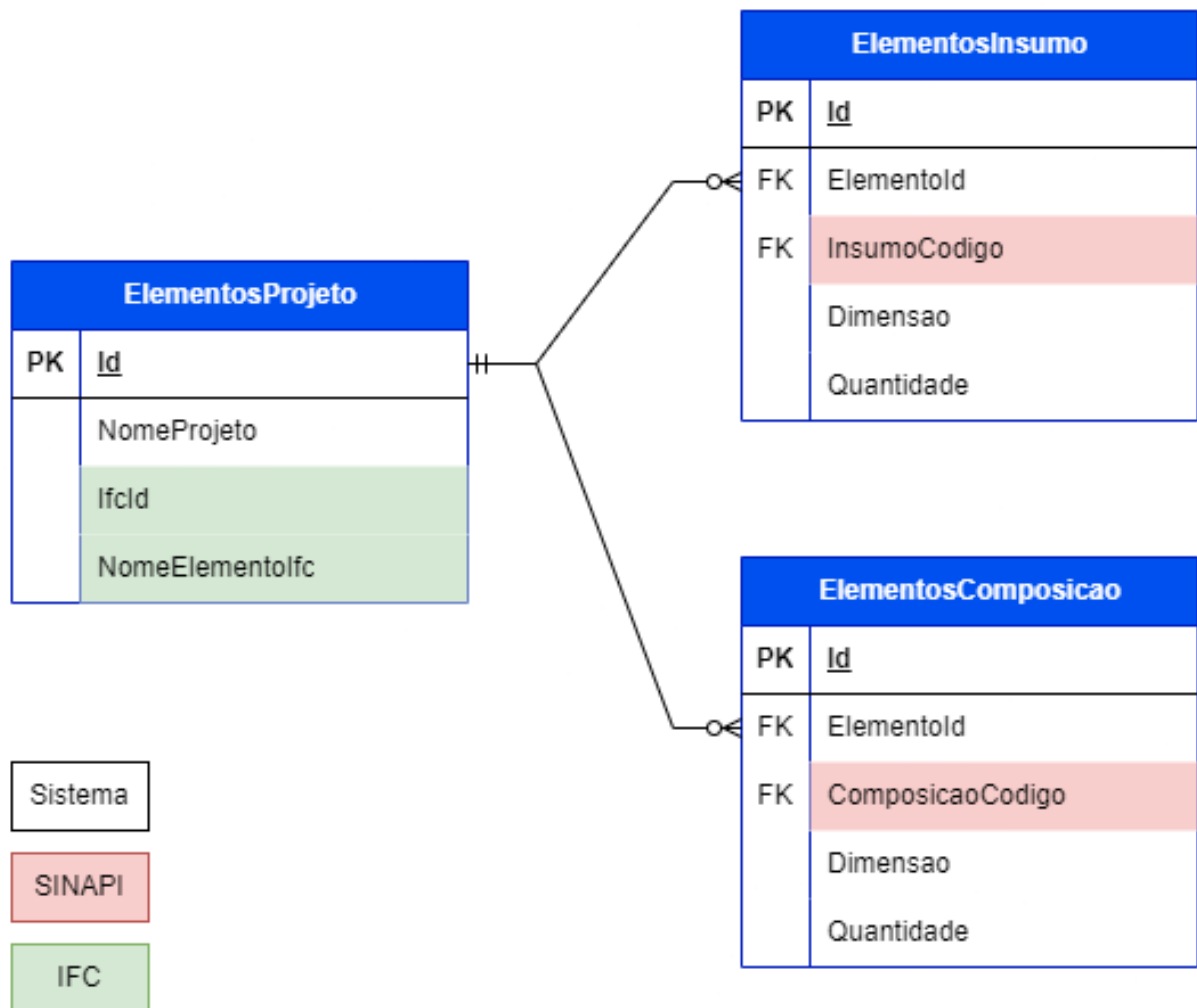 ElementosInsumo
PK Id
FK ElementoId
FK InsumoCodigo
Dimensao
Quantidade
ElementosProjeto
PK Id
NomeProjeto
IfcId
NomeElementoIfc
ElementosComposicao
PK Id
FK ElementoId
FK ComposicaoCodigo
Dimensao
Quantidade
Sistema
SINAPI
IFC